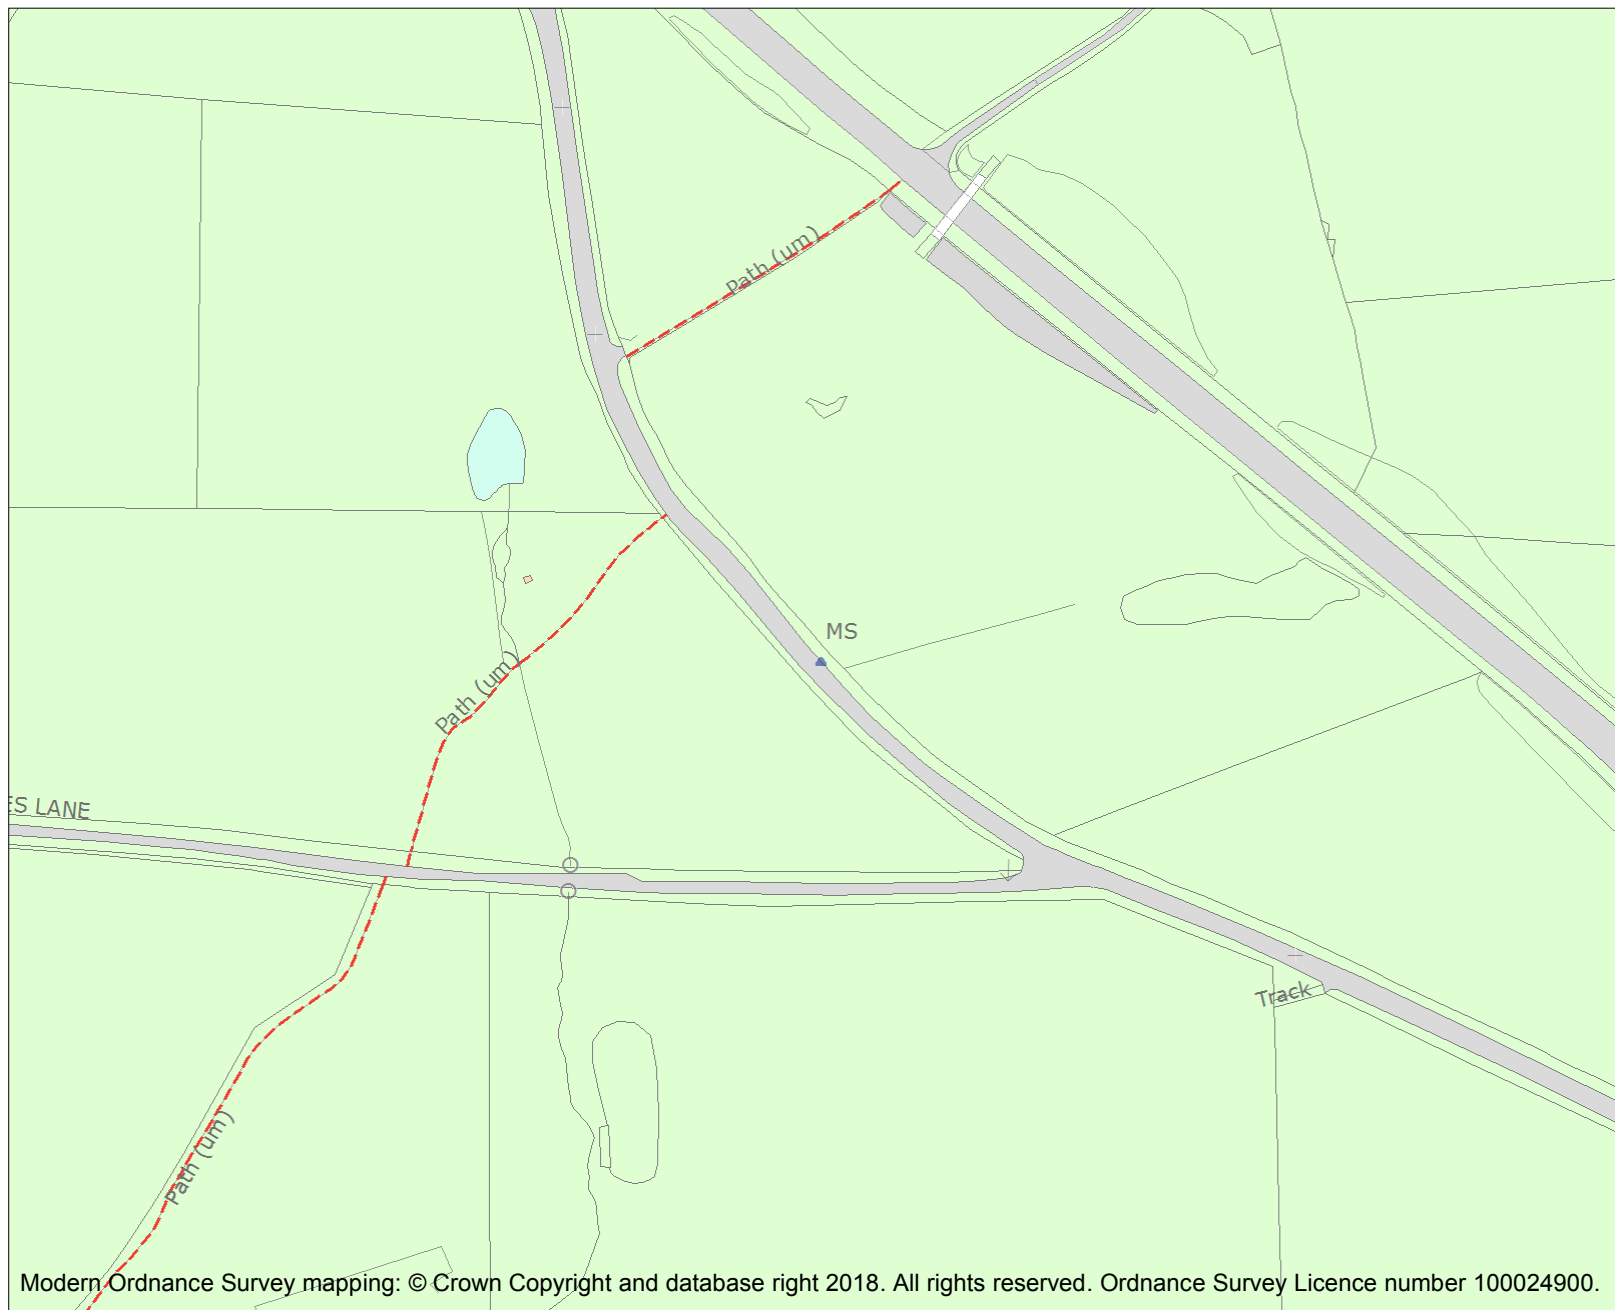 Path (um)
MS
Path (um)
ES LANE
Track
Path (um)
Modern Ordnance Survey mapping: © Crown Copyright and database right 2018. All rights reserved. Ordnance Survey Licence number 100024900.